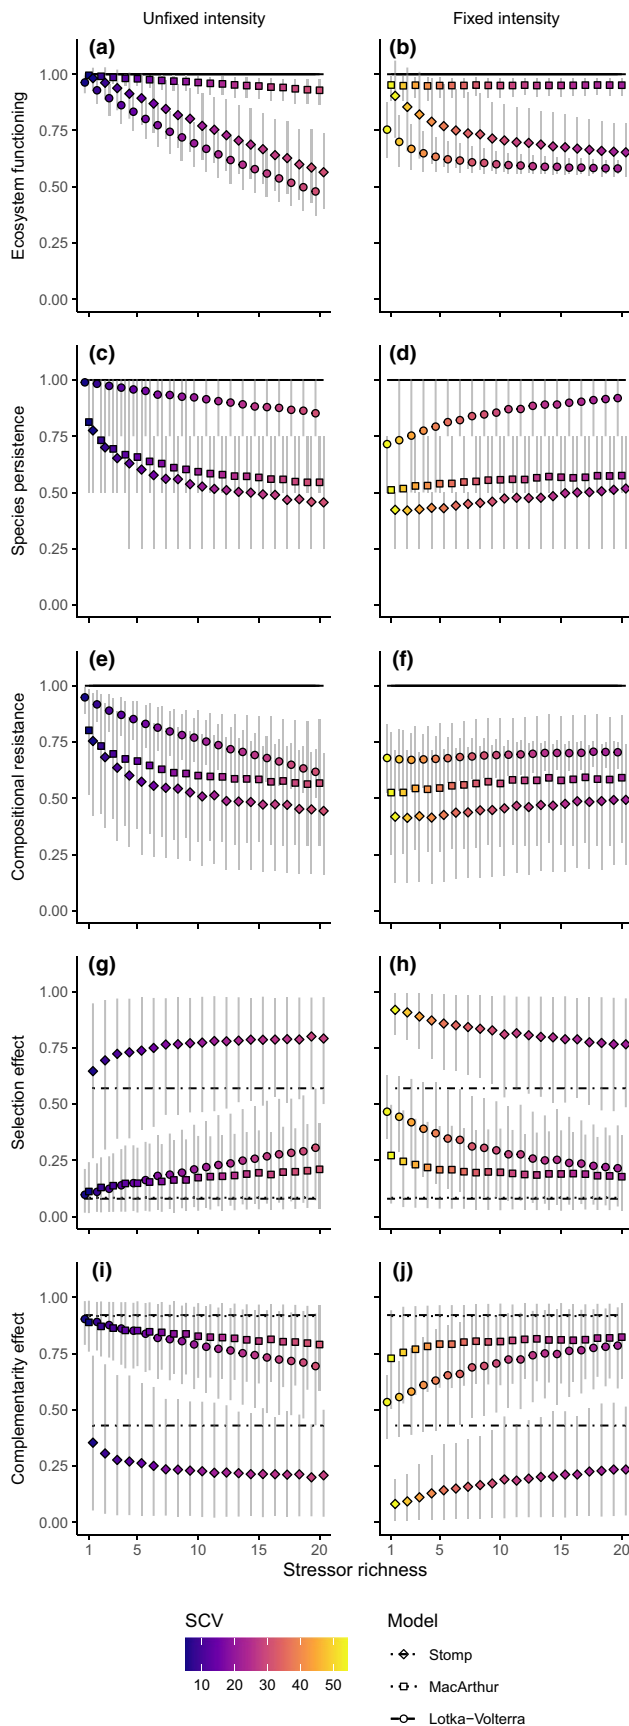 Unfixed intensity
Fixed intensity
(a)
(b)
Ecosystem functioning
1.00
0.75
0.50
0.25
0.00
(c)
(d)
Species persistence
1.00
0.75
0.50
0.25
0.00
(e)
(f)
Compositional resistance
1.00
0.75
0.50
0.25
0.00
(g)
(h)
Selection effect
1.00
0.75
0.50
0.25
0.00
(i)
(j)
Complementarity effect
1.00
0.75
0.50
0.25
0.00
1 5 10 15 20
1 5 10 15 20
Stressor richness
SCV
10 20 30 40 50
Model
Stomp
MacArthur
Lotka−Volterra